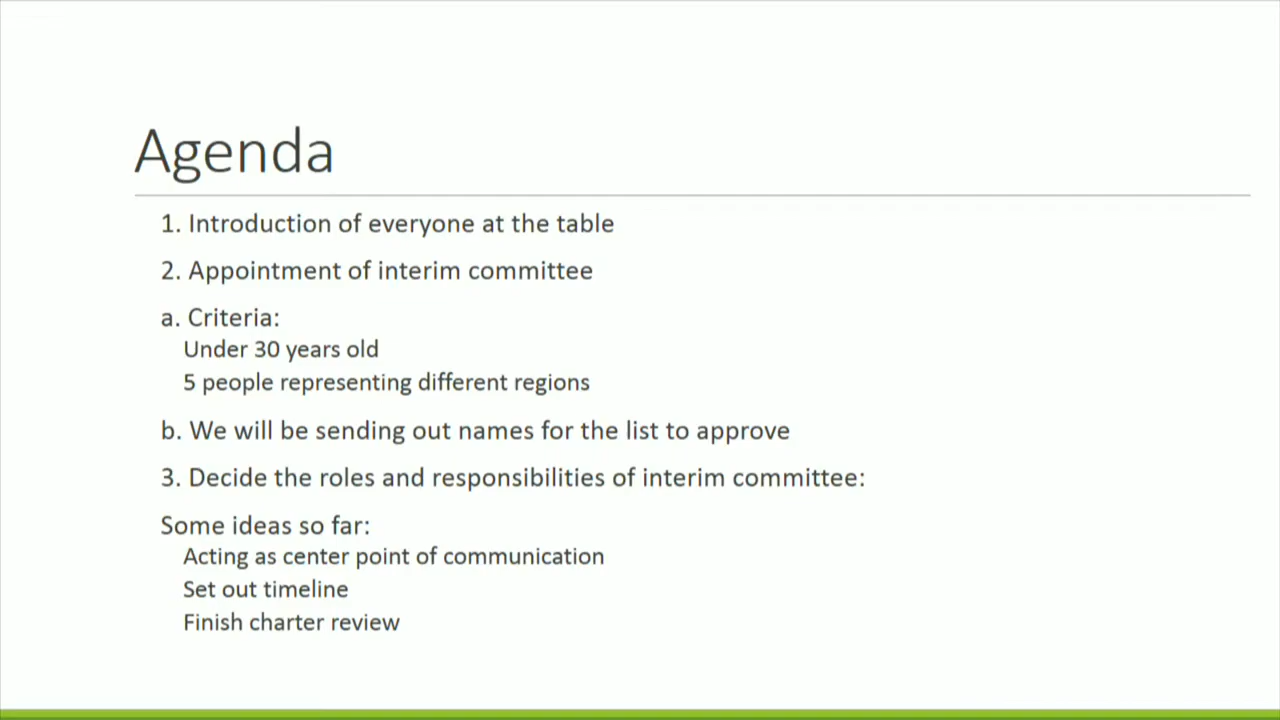 Agenda
1. Introduction of everyone at the table
2. Appointment of interim committee
a. Criteria:
Under 30 years old
5 people representing different regions
b. We will be sending out names for the list to approve
3. Decide the roles and responsibilities of interim committee:
Some ideas so far:
Acting as center point of communication
Set out timeline
Finish charter review